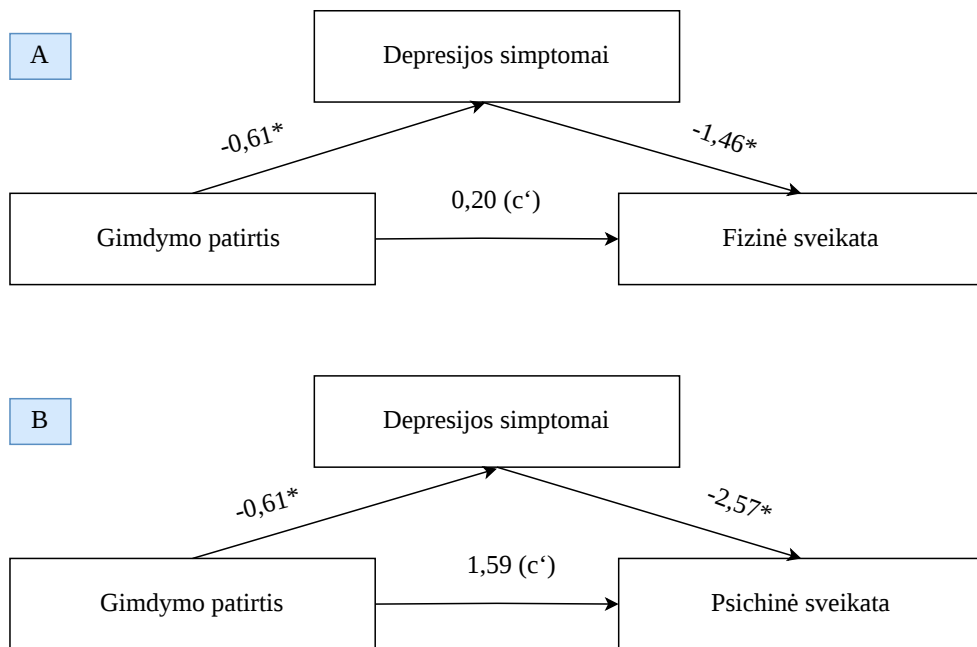 A
Depresijos simptomai
-0,61*
-1,46*
0,20 (c‘)
Gimdymo patirtis
Fizinė sveikata
B
Depresijos simptomai
-0,61*
-2,57*
1,59 (c‘)
Gimdymo patirtis
Psichinė sveikata